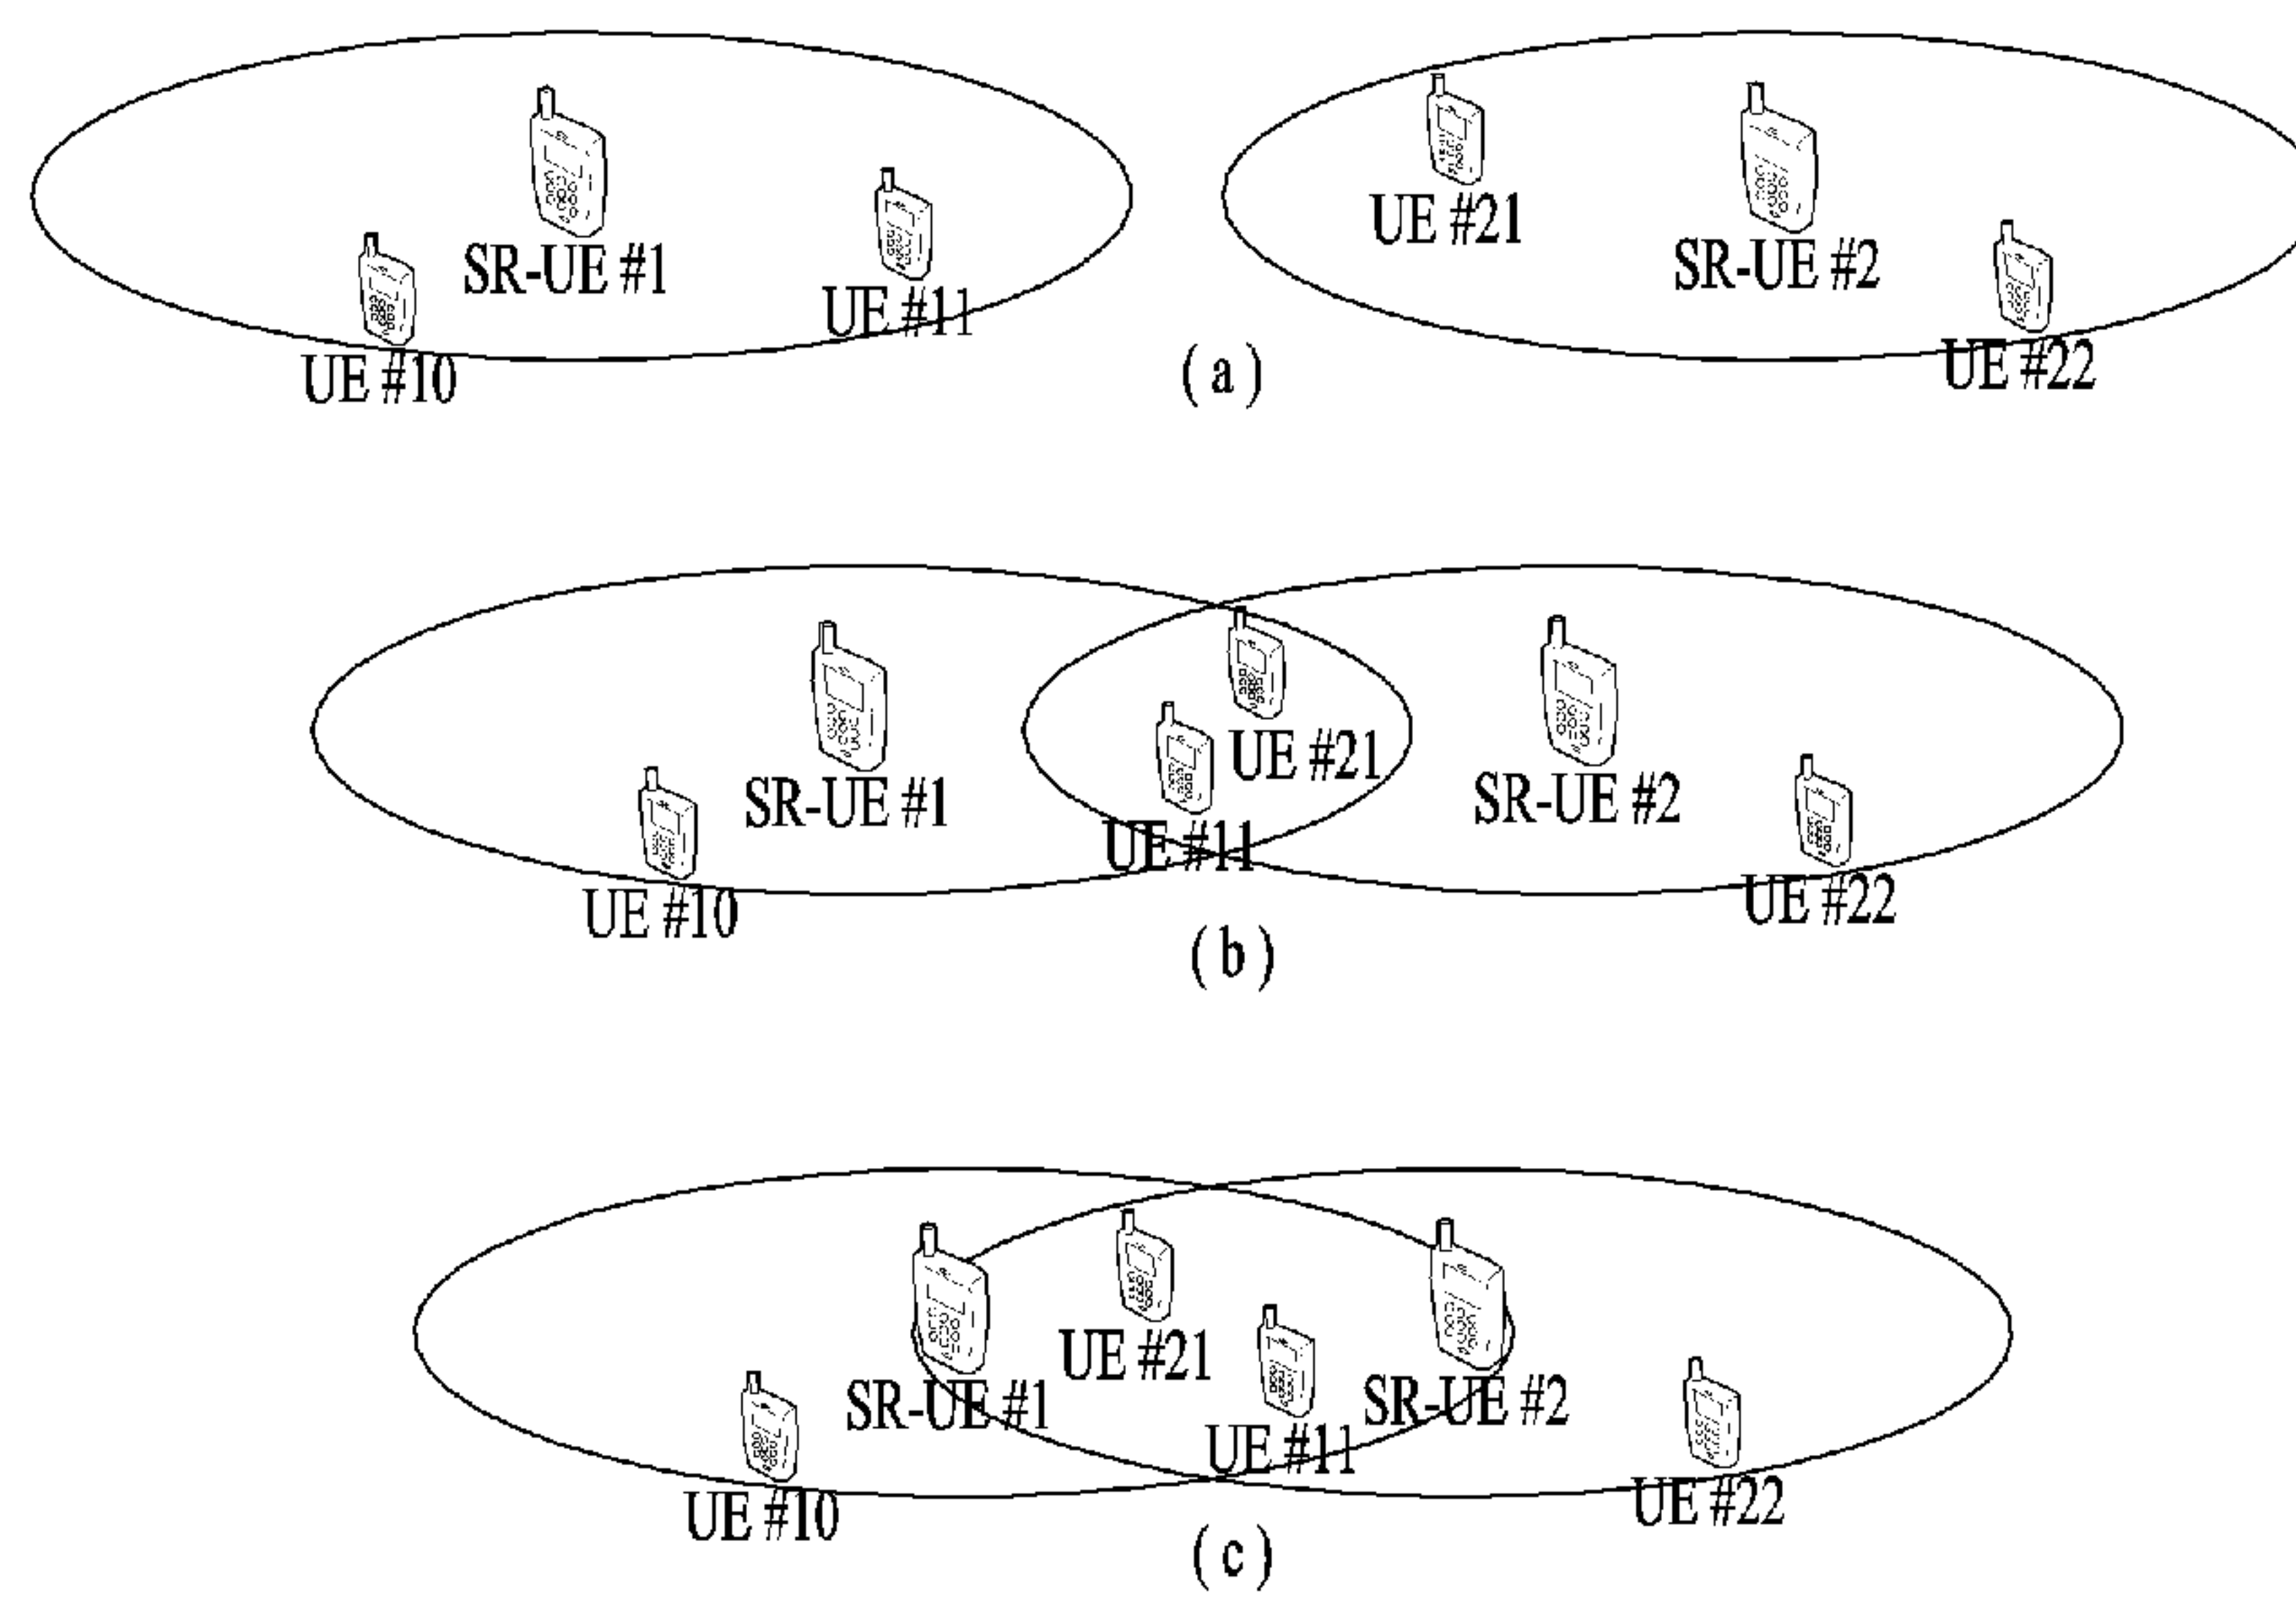 UE #21
SR-UE #1
SR-UE #2
UE #11
UE #10
UE #22
( a )
UE #21
SR-UE #1
SR-UE #2
UE #11
UE #10
UE #22
( b )
UE #21
SR-UE #1
SR-UE #2
UE #11
UE #10
UE #22
( c )